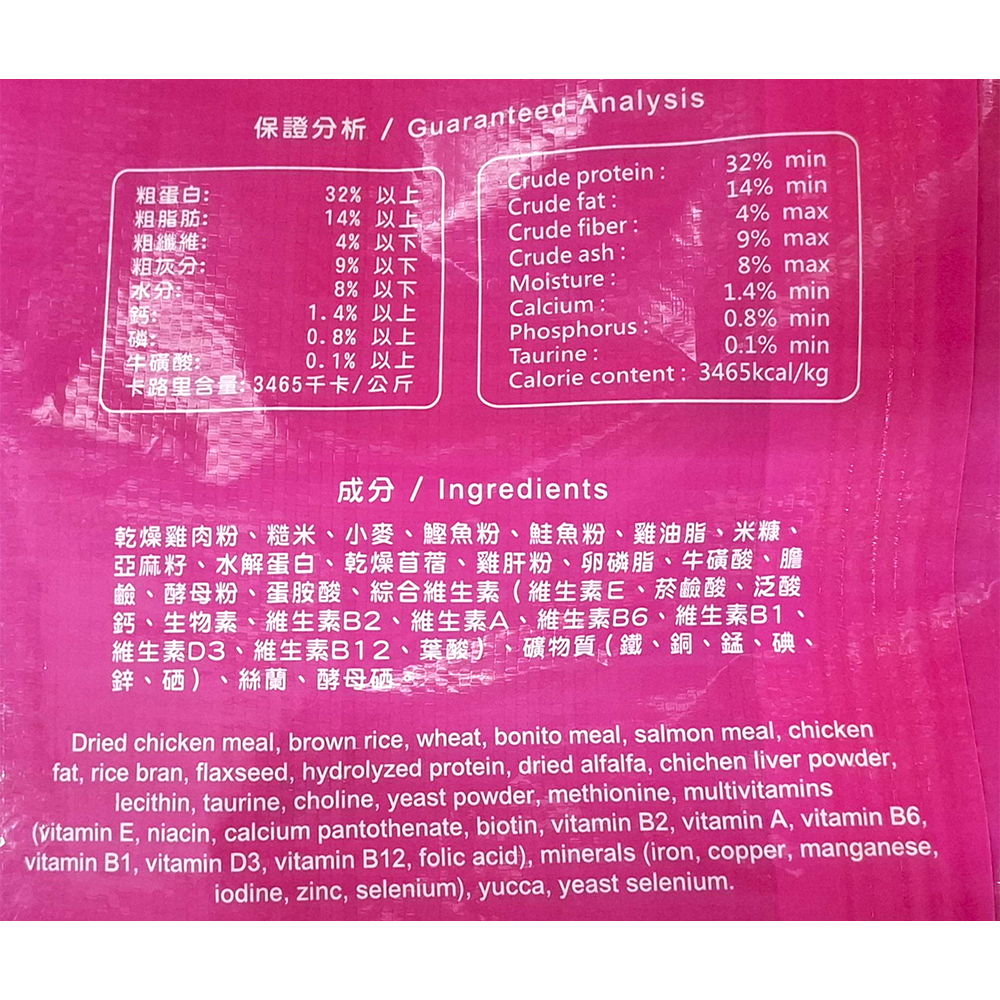 保證分析 / Guaranteed Analysis
粗蛋白: 32% 以上
粗脂肪: 14% 以上
粗纖維: 4% 以下
粗灰分: 9% 以下
水分: 8% 以下
鈣: 1.4% 以上
磷: 0.8% 以上
牛磺酸: 0.1% 以上
卡路里含量: 3465千卡/公斤
Crude protein : 32% min
Crude fat : 14% min
Crude fiber : 4% max
Crude ash : 9% max
Moisture : 8% max
Calcium : 1.4% min
Phosphorus : 0.8% min
Taurine : 0.1% min
Calorie content : 3465kcal/kg
成分 / Ingredients
乾燥雞肉粉、糙米、小麥、鰹魚粉、鮭魚粉、雞油脂、米糠、
亞麻籽、水解蛋白、乾燥苜蓿、雞肝粉、卵磷脂、牛磺酸、膽
鹼、酵母粉、蛋胺酸、綜合維生素（維生素E、菸鹼酸、泛酸
鈣、生物素、維生素B2、維生素A、維生素B6、維生素B1、
維生素D3、維生素B12、葉酸）、礦物質（鐵、銅、錳、碘、
鋅、硒）、絲蘭、酵母硒。
Dried chicken meal, brown rice, wheat, bonito meal, salmon meal, chicken
fat, rice bran, flaxseed, hydrolyzed protein, dried alfalfa, chichen liver powder,
lecithin, taurine, choline, yeast powder, methionine, multivitamins
(vitamin E, niacin, calcium pantothenate, biotin, vitamin B2, vitamin A, vitamin B6,
vitamin B1, vitamin D3, vitamin B12, folic acid), minerals (iron, copper, manganese,
iodine, zinc, selenium), yucca, yeast selenium.